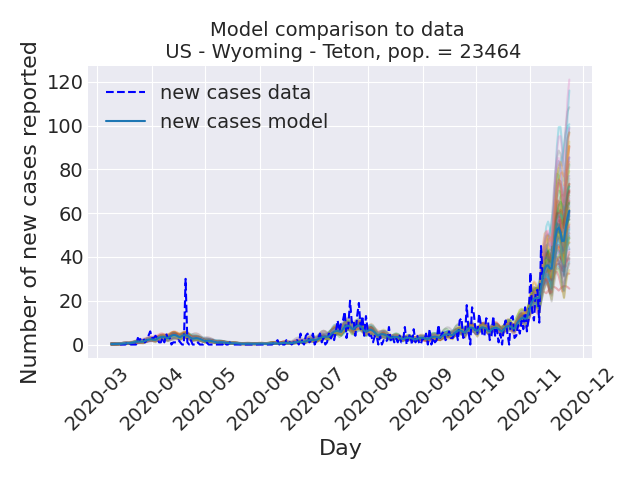 Model comparison to data
US - Wyoming - Teton, pop. = 23464
Number of new cases reported
120
100
80
60
40
20
0
new cases data
new cases model
2020-03
2020-04
2020-05
2020-06
2020-07
2020-08
2020-09
2020-10
2020-11
2020-12
Day